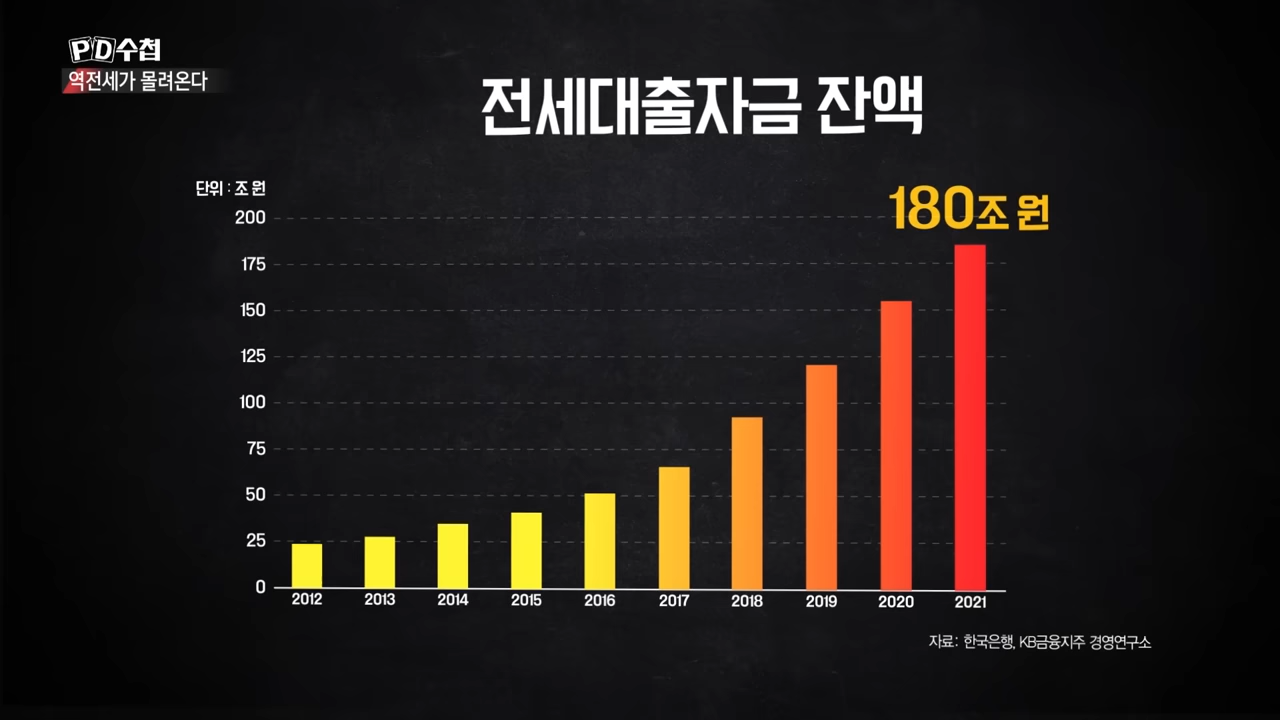 PD수첩
역전세가 몰려온다
전세대출자금 잔액
단위 : 조 원
180조 원
200
175
150
125
100
75
50
25
0
2012 2013 2014 2015 2016 2017 2018 2019 2020 2021
자료 : 한국은행, KB금융지주 경영연구소